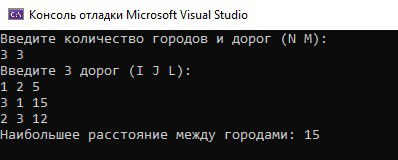 Консоль отладки Microsoft Visual Studio
Введите количество городов и дорог (N M):
3 3
Введите 3 дорог (I J L):
1 2 5
3 1 15
2 3 12
Наибольшее расстояние между городами: 15